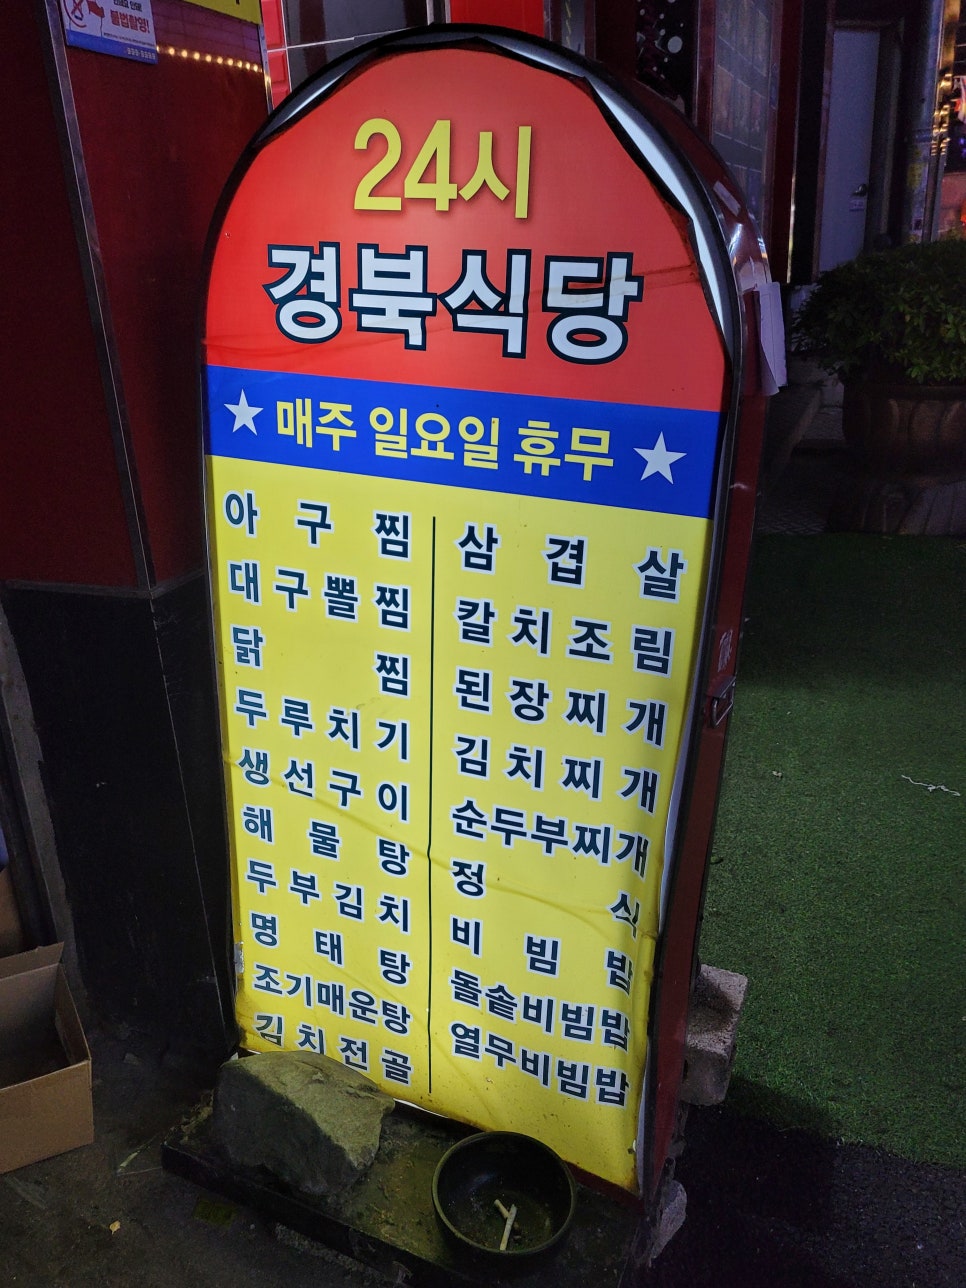 불법촬영!
24시
경북식당
★ 매주 일요일 휴무 ★
아구찜
대구뽈찜
닭찜
두루치기
생선구이
해물탕
두부김치
명태탕
조기매운탕
김치전골
삼겹살
칼치조림
된장찌개
김치찌개
순두부찌개
정식
비빔밥
돌솥비빔밥
열무비빔밥